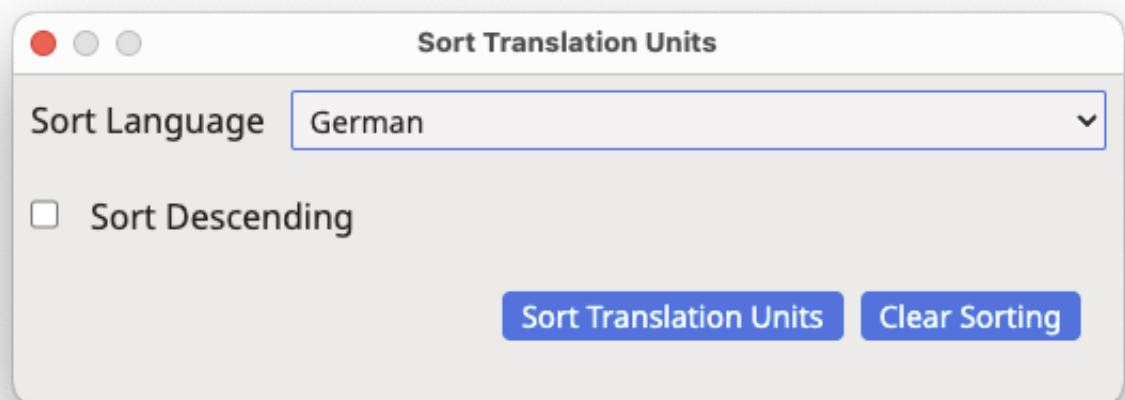 Sort Translation Units
Sort Language German
Sort Descending
Sort Translation Units Clear Sorting